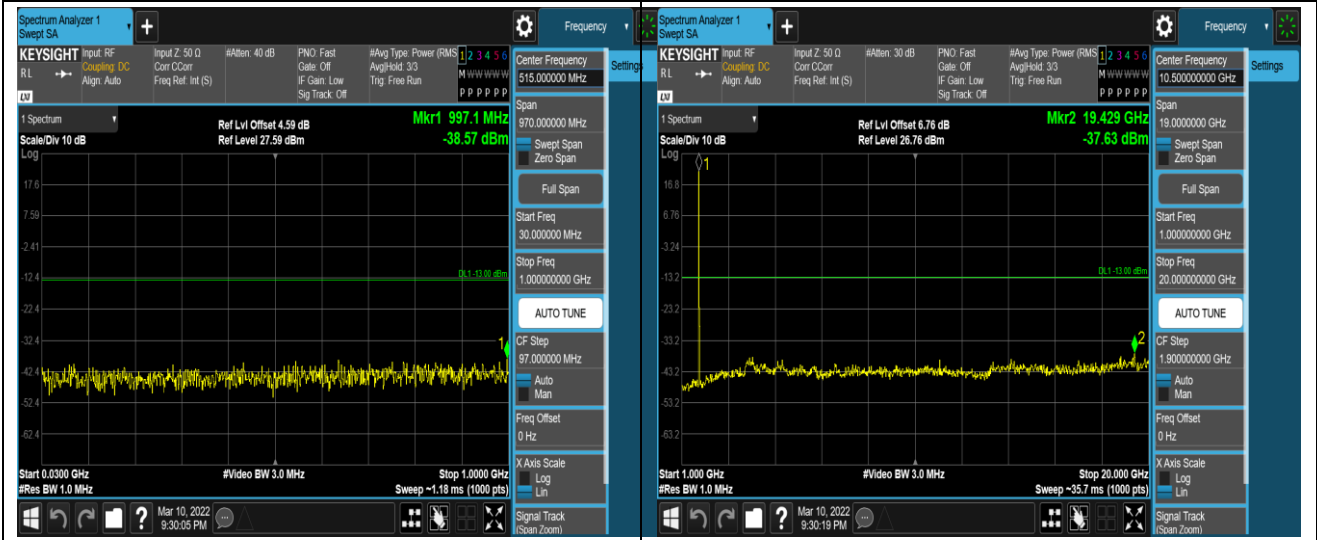 Spectrum Analyzer 1
Swept SA
+
Frequency
KEYSIGHT
RL
LXI
Input: RF
Coupling: DC
Align: Auto
Input Z: 50 Ω
Corr CCorr
Freq Ref: Int (S)
#Atten: 40 dB
PNO: Fast
Gate: Off
IF Gain: Low
Sig Track: Off
#Avg Type: Power (RMS
Avg|Hold: 3/3
Trig: Free Run
1 2 3 4 5 6
M W W W W W
P P P P P P
Center Frequency
515.000000 MHz
Settings
1 Spectrum
Scale/Div 10 dB
Log
Ref Lvl Offset 4.59 dB
Ref Level 27.59 dBm
Mkr1 997.1 MHz
-38.57 dBm
Span
970.000000 MHz
Swept Span
Zero Span
Full Span
Start Freq
30.000000 MHz
Stop Freq
1.000000000 GHz
AUTO TUNE
CF Step
97.000000 MHz
Auto
Man
Freq Offset
0 Hz
X Axis Scale
Log
Lin
Signal Track
(Span Zoom)
17.6
7.59
-2.41
-12.4
-22.4
-32.4
-42.4
-52.4
-62.4
DL1 -13.00 dBm
1
Start 0.0300 GHz
#Res BW 1.0 MHz
#Video BW 3.0 MHz
Stop 1.0000 GHz
Sweep ~1.18 ms (1000 pts)
?
Mar 10, 2022
9:30:05 PM
Spectrum Analyzer 1
Swept SA
+
Frequency
KEYSIGHT
RL
LXI
Input: RF
Coupling: DC
Align: Auto
Input Z: 50 Ω
Corr CCorr
Freq Ref: Int (S)
#Atten: 30 dB
PNO: Fast
Gate: Off
IF Gain: Low
Sig Track: Off
#Avg Type: Power (RMS
Avg|Hold: 3/3
Trig: Free Run
1 2 3 4 5 6
M W W W W W
P P P P P P
Center Frequency
10.500000000 GHz
Settings
1 Spectrum
Scale/Div 10 dB
Log
Ref Lvl Offset 6.76 dB
Ref Level 26.76 dBm
Mkr2 19.429 GHz
-37.63 dBm
Span
19.0000000 GHz
Swept Span
Zero Span
Full Span
Start Freq
1.000000000 GHz
Stop Freq
20.000000000 GHz
AUTO TUNE
CF Step
1.900000000 GHz
Auto
Man
Freq Offset
0 Hz
X Axis Scale
Log
Lin
Signal Track
(Span Zoom)
1
16.8
6.76
-3.24
-13.2
-23.2
-33.2
-43.2
-53.2
-63.2
DL1 -13.00 dBm
2
Start 1.000 GHz
#Res BW 1.0 MHz
#Video BW 3.0 MHz
Stop 20.000 GHz
Sweep ~35.7 ms (1000 pts)
?
Mar 10, 2022
9:30:19 PM